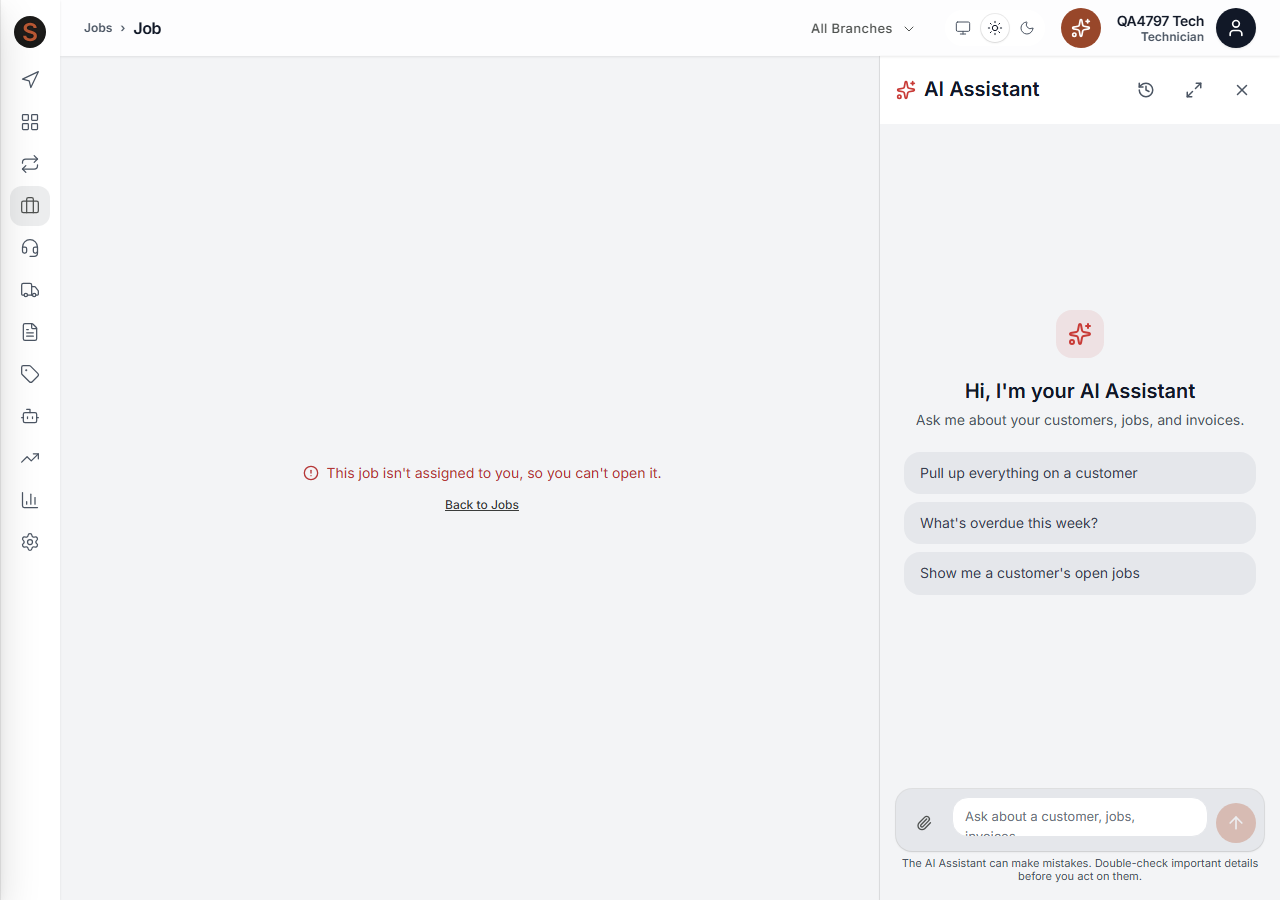 S
Jobs › Job
All Branches
QA4797 Tech
Technician
AI Assistant
Hi, I'm your AI Assistant
Ask me about your customers, jobs, and invoices.
Pull up everything on a customer
What's overdue this week?
Show me a customer's open jobs
This job isn't assigned to you, so you can't open it.
Back to Jobs
Ask about a customer, jobs,
invoices
The AI Assistant can make mistakes. Double-check important details
before you act on them.